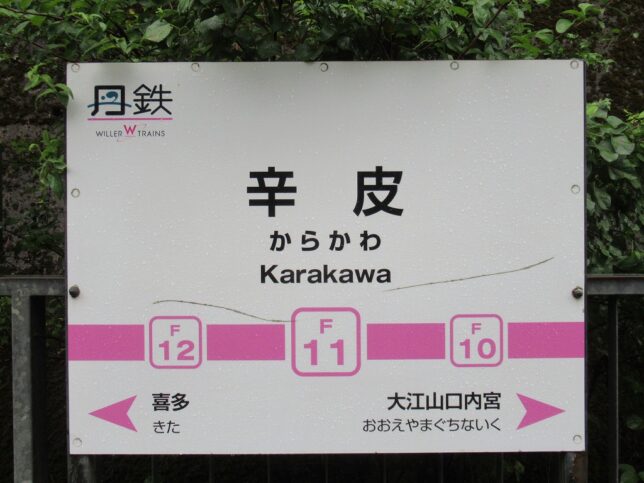 丹鉄
WILLER TRAINS
辛皮
からかわ
Karakawa
F 12
F 11
F 10
喜多
きた
大江山口内宮
おおえやまぐちないく